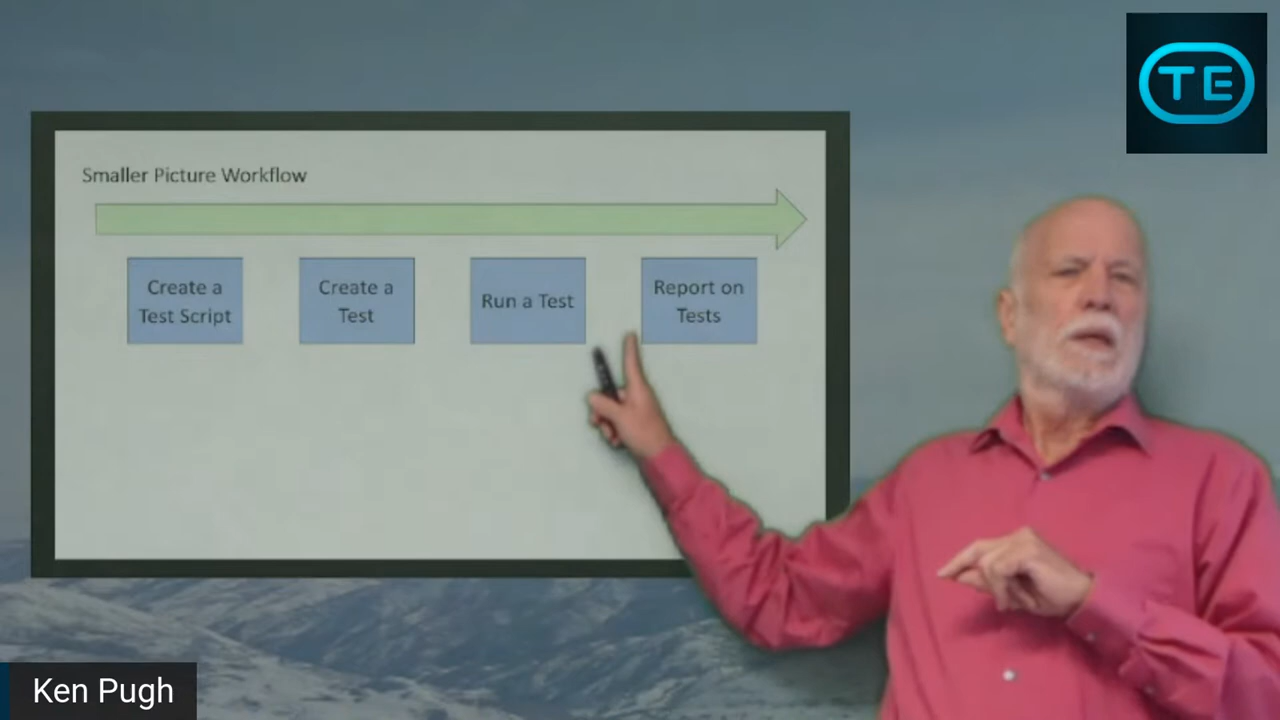 TE
Smaller Picture Workflow
Create a
Test Script
Create a
Test
Run a Test
Report on
Tests
Ken Pugh